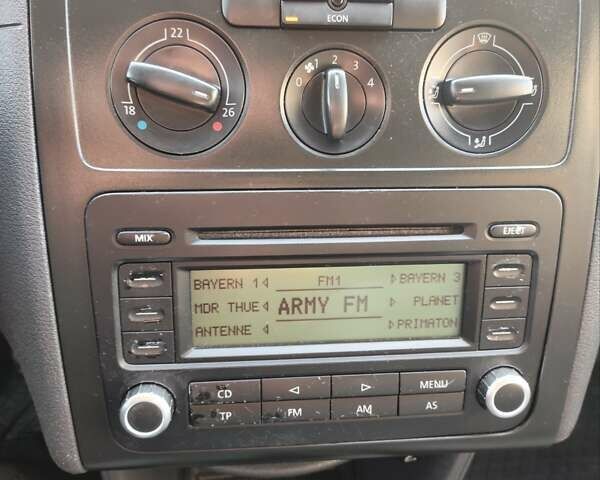 ECON
22
18
26
0 1 2 3 4
MIX
EJECT
BAYERN 1 FM1 BAYERN 3
MDR THUE ARMY FM PLANET
ANTENNE PRIMATON
CD MENU
TP FM AM AS